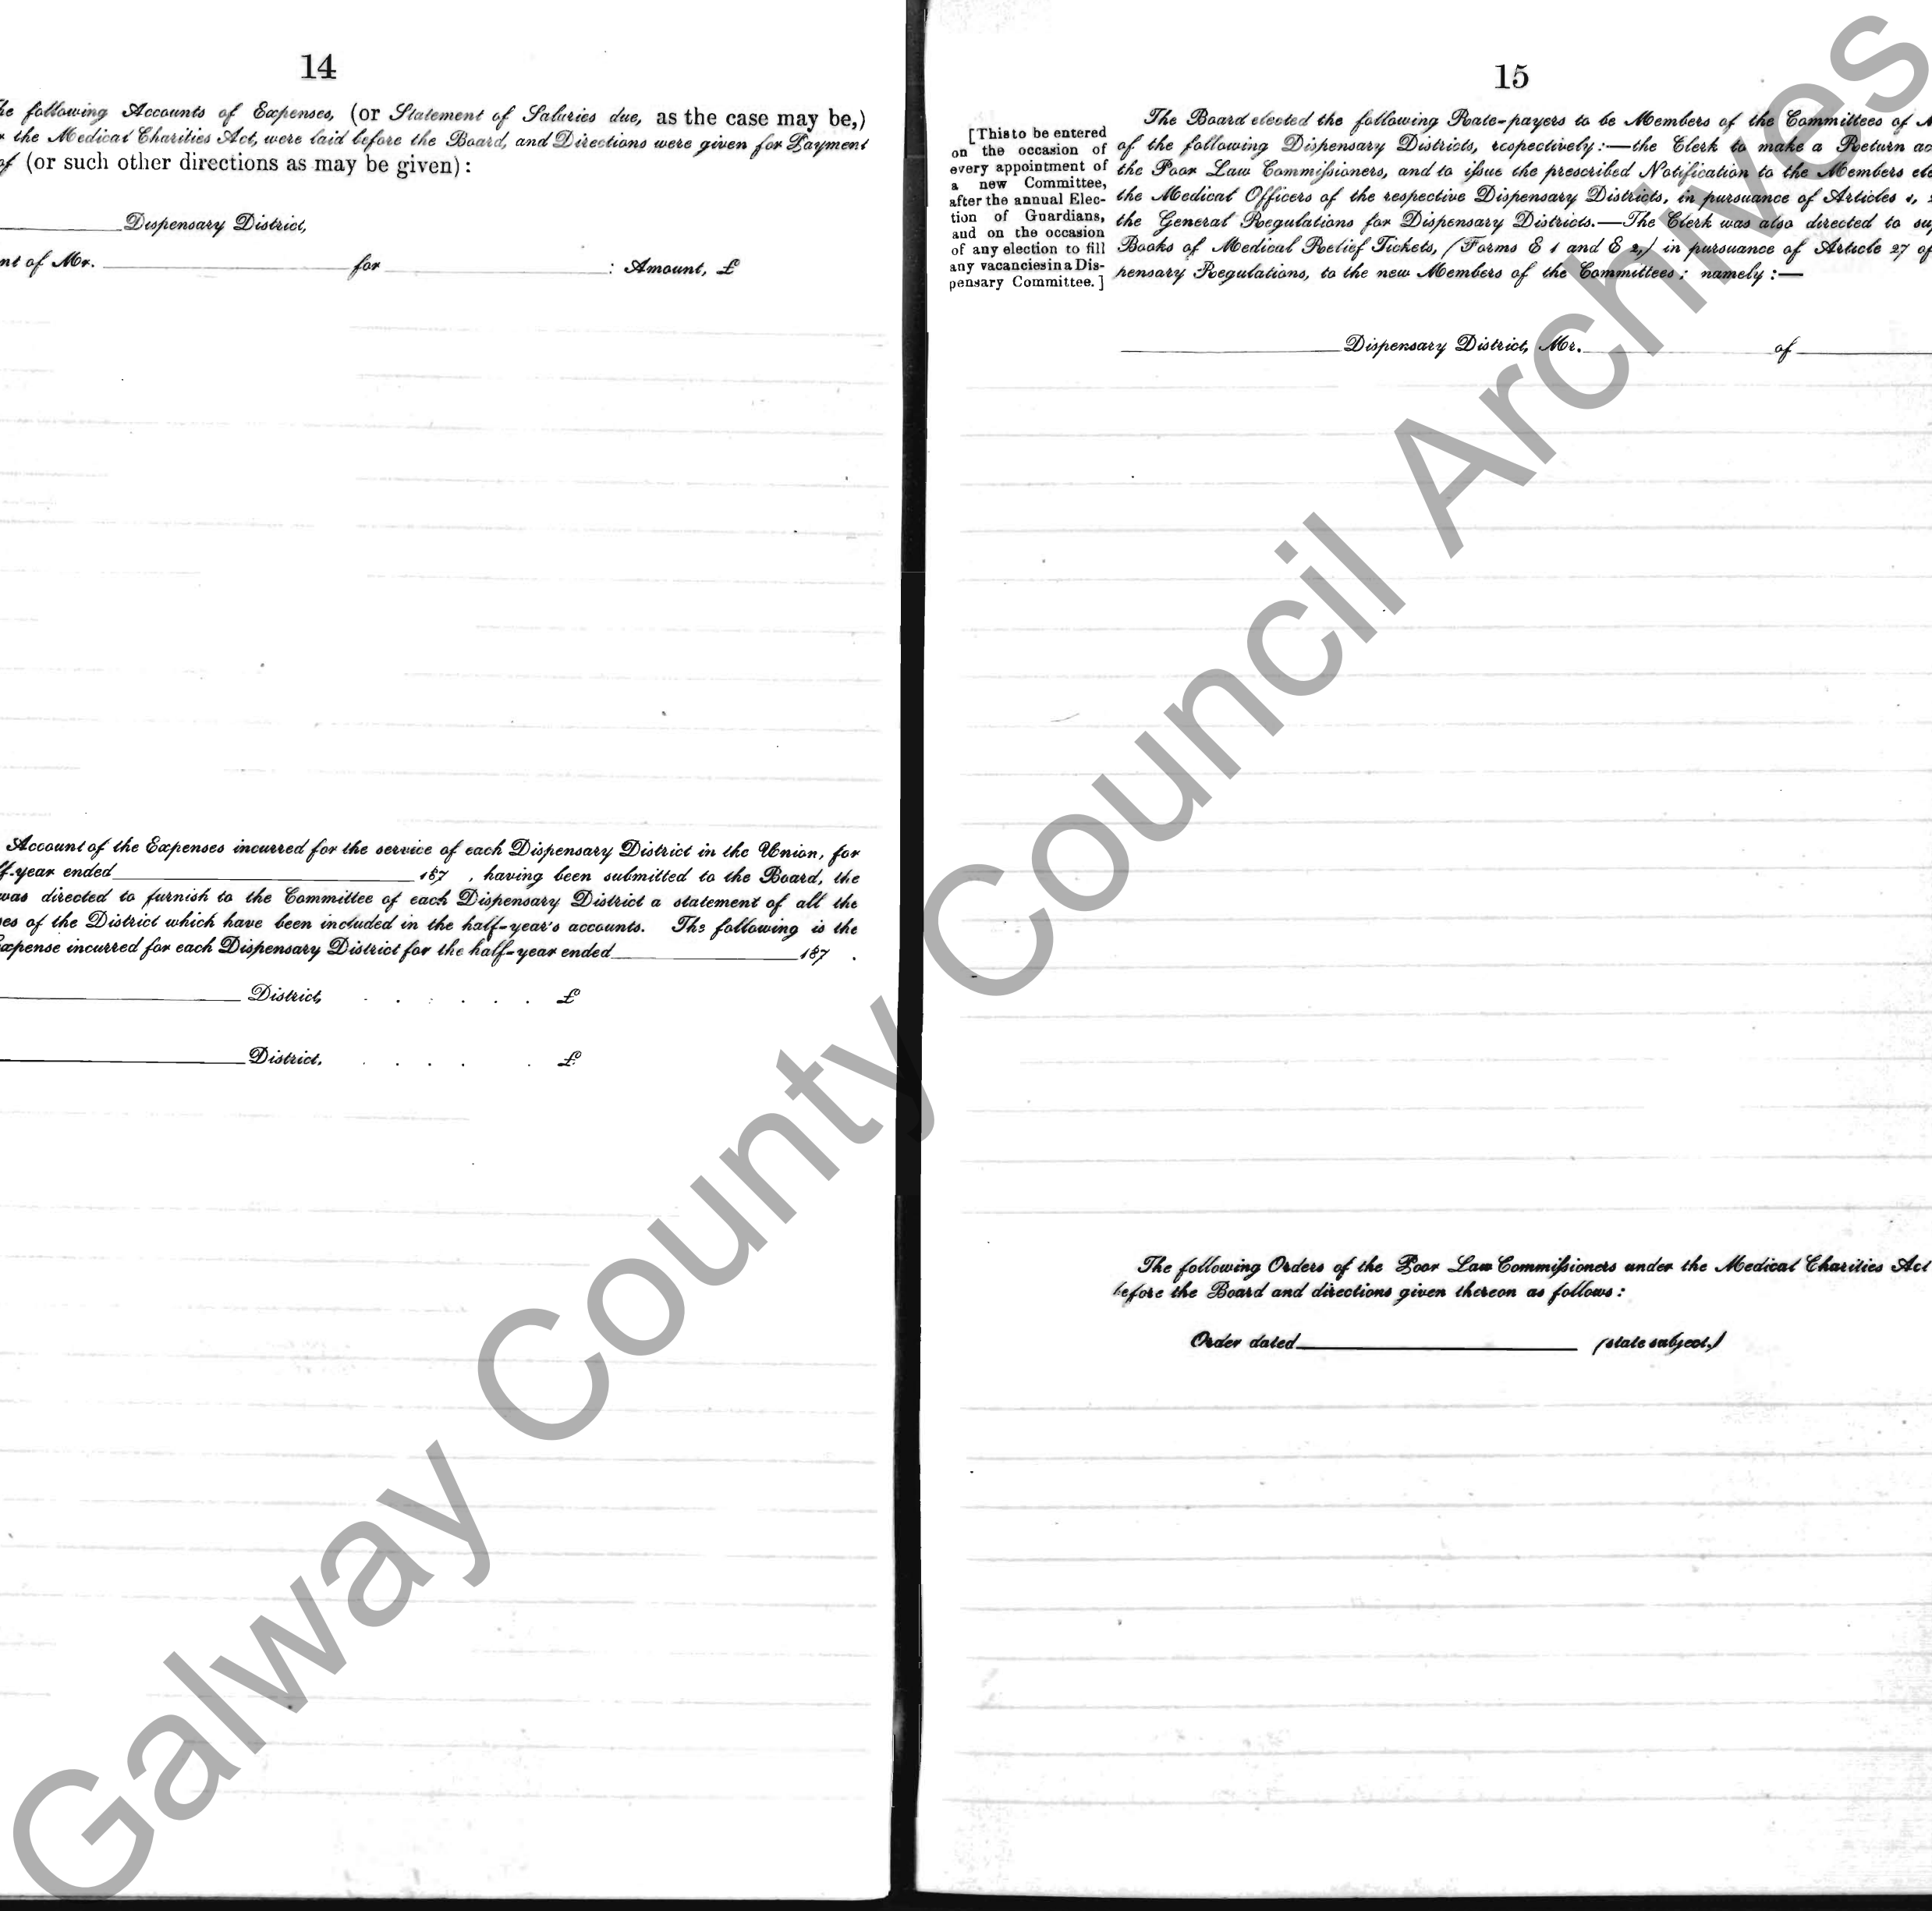 14
he following Accounts of Expenses, (or Statement of Salaries due, as the case may be,)
the Medical Charities Act, were laid before the Board, and Directions were given for Payment
of (or such other directions as may be given):
Dispensary District,
nt of Mr. for : Amount, £
Account of the Expenses incurred for the service of each Dispensary District in the Union, for
f-year ended 187 , having been submitted to the Board, the
was directed to furnish to the Committee of each Dispensary District a statement of all the
es of the District which have been included in the half-year's accounts. The following is the
xpense incurred for each Dispensary District for the half-year ended 187 .
District, . . . . . . £
District. . . . . . £
15
[This to be entered
on the occasion of
every appointment of
a new Committee,
after the annual Elec-
tion of Guardians,
and on the occasion
of any election to fill
any vacancies in a Dis-
pensary Committee.]
The Board elected the following Rate-payers to be Members of the Committees of
of the following Dispensary Districts, respectively:—the Clerk to make a Return
the Poor Law Commissioners, and to issue the prescribed Notification to the Members
the Medical Officers of the respective Dispensary Districts, in pursuance of Articles 1,
the General Regulations for Dispensary Districts.—The Clerk was also directed to
Books of Medical Relief Tickets, (Forms E 1 and E 2,) in pursuance of Article 27 of
pensary Regulations, to the new Members of the Committees; namely:—
Dispensary District, Mr. of
The following Orders of the Poor Law Commissioners under the Medical Charities Act
before the Board and directions given thereon as follows:
Order dated (state subject.)
Galway County Council Archives